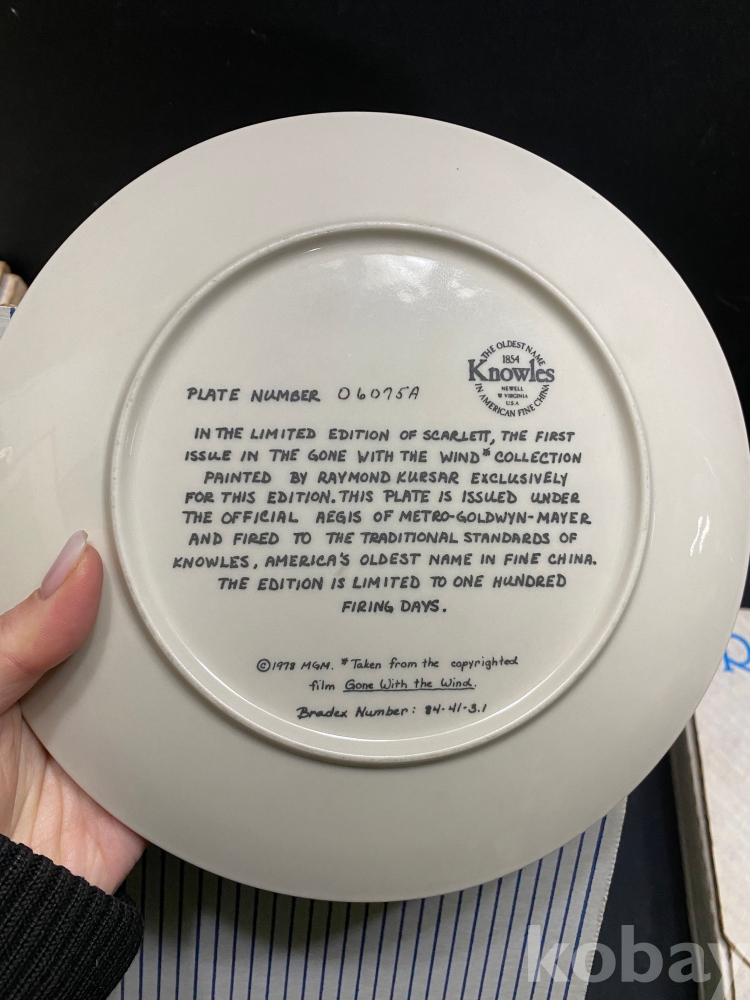 THE OLDEST NAME
1854
Knowles
NEWELL
W VIRGINIA
U.S.A
IN AMERICAN FINE CHINA
PLATE NUMBER 06075A
IN THE LIMITED EDITION OF SCARLETT, THE FIRST
ISSUE IN THE GONE WITH THE WIND* COLLECTION
PAINTED BY RAYMOND KURSAR EXCLUSIVELY
FOR THIS EDITION. THIS PLATE IS ISSUED UNDER
THE OFFICIAL AEGIS OF METRO-GOLDWYN-MAYER
AND FIRED TO THE TRADITIONAL STANDARDS OF
KNOWLES, AMERICA'S OLDEST NAME IN FINE CHINA.
THE EDITION IS LIMITED TO ONE HUNDRED
FIRING DAYS.
©1978 MGM. *Taken from the copyrighted
film Gone With the Wind.
Bradex Number: 84-41-3.1
kobay